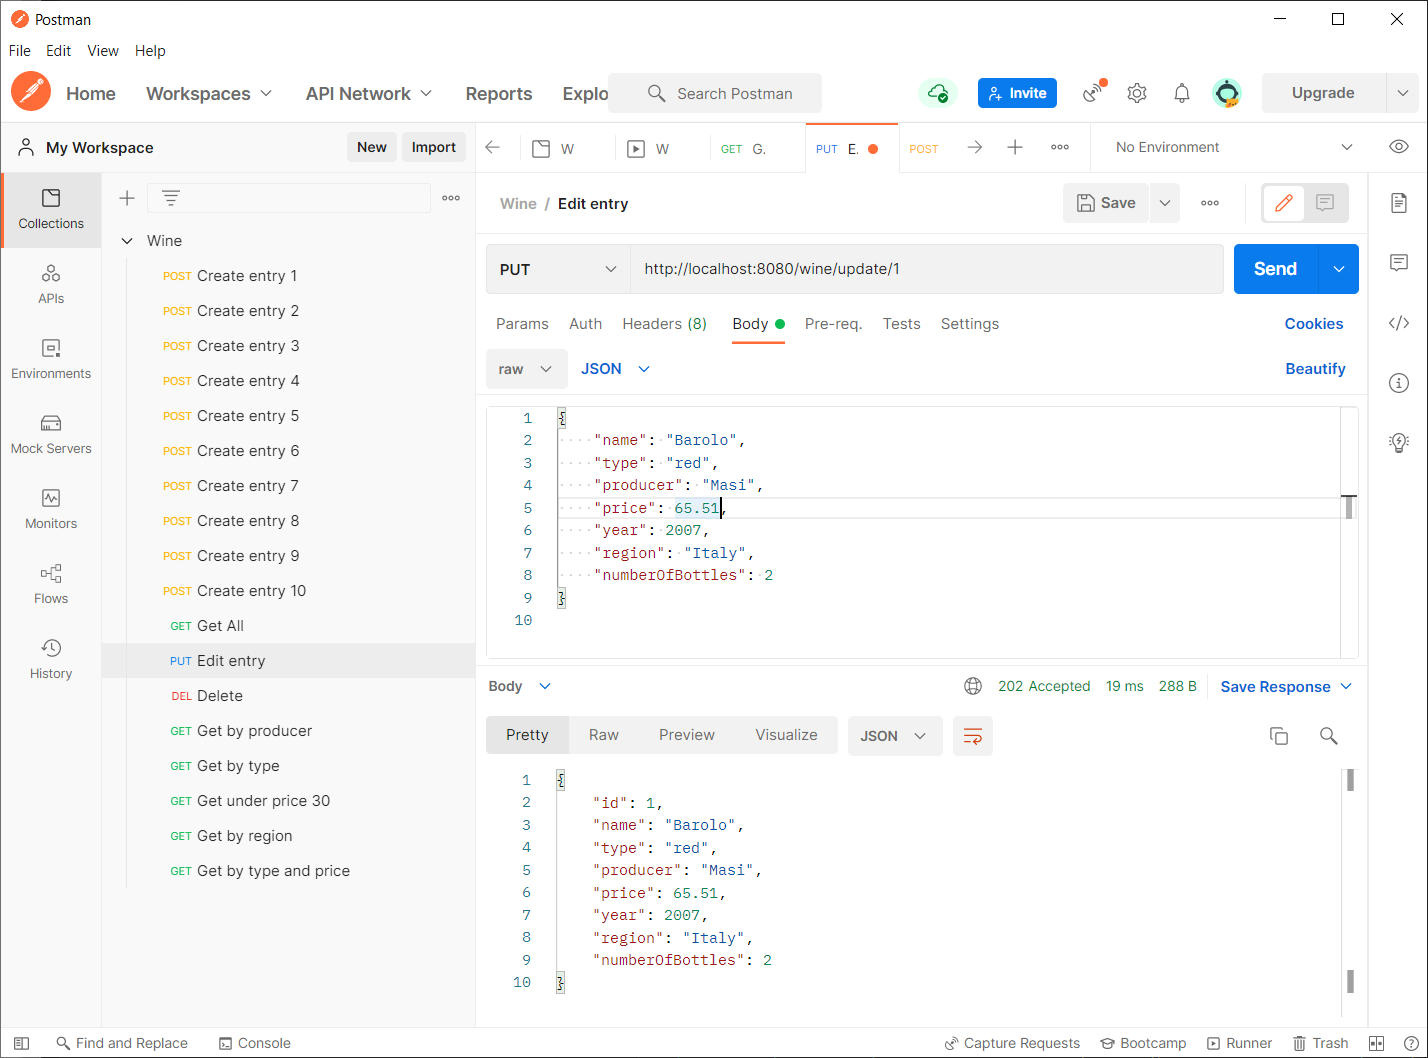 Postman
File Edit View Help
Home Workspaces API Network Reports Explo Search Postman Invite Upgrade
My Workspace New Import W W GET G. PUT E. POST No Environment
Collections
APIs
Environments
Mock Servers
Monitors
Flows
History
Wine
POST Create entry 1
POST Create entry 2
POST Create entry 3
POST Create entry 4
POST Create entry 5
POST Create entry 6
POST Create entry 7
POST Create entry 8
POST Create entry 9
POST Create entry 10
GET Get All
PUT Edit entry
DEL Delete
GET Get by producer
GET Get by type
GET Get under price 30
GET Get by region
GET Get by type and price
Wine / Edit entry Save
PUT http://localhost:8080/wine/update/1 Send
Params Auth Headers (8) Body Pre-req. Tests Settings Cookies
raw JSON Beautify
1 {
2 "name": "Barolo",
3 "type": "red",
4 "producer": "Masi",
5 "price": 65.51,
6 "year": 2007,
7 "region": "Italy",
8 "numberOfBottles": 2
9 }
10
Body 202 Accepted 19 ms 288 B Save Response
Pretty Raw Preview Visualize JSON
1 {
2 "id": 1,
3 "name": "Barolo",
4 "type": "red",
5 "producer": "Masi",
6 "price": 65.51,
7 "year": 2007,
8 "region": "Italy",
9 "numberOfBottles": 2
10 }
Find and Replace Console Capture Requests Bootcamp Runner Trash